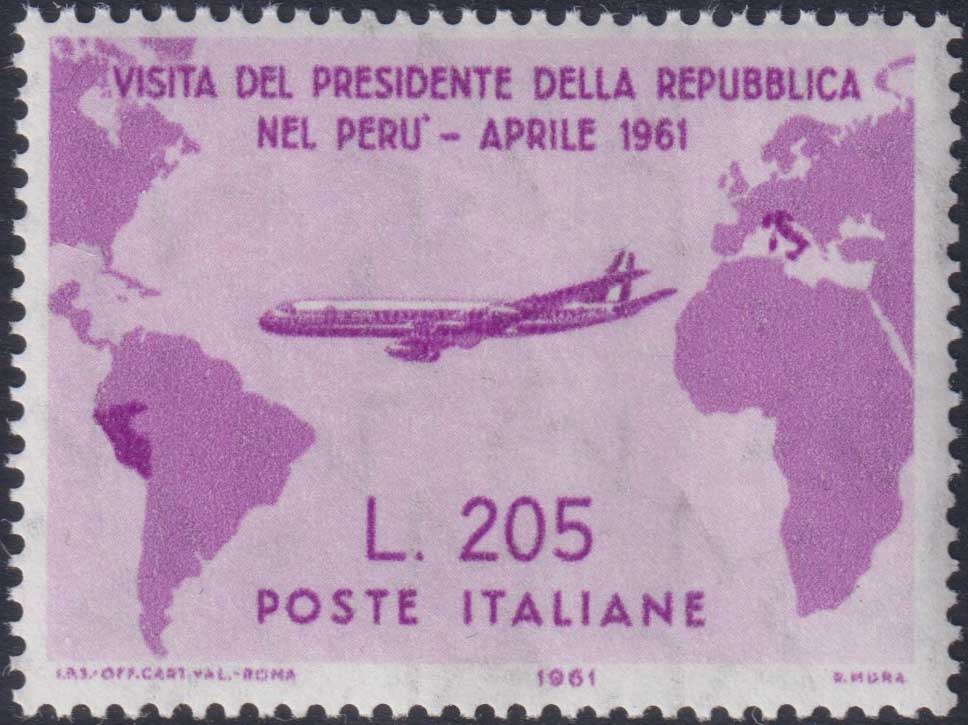 VISITA DEL PRESIDENTE DELLA REPUBBLICA
NEL PERU' - APRILE 1961
L. 205
POSTE ITALIANE
I.P.S.-OFF.CART-VAL.-ROMA 1961 R. MURA